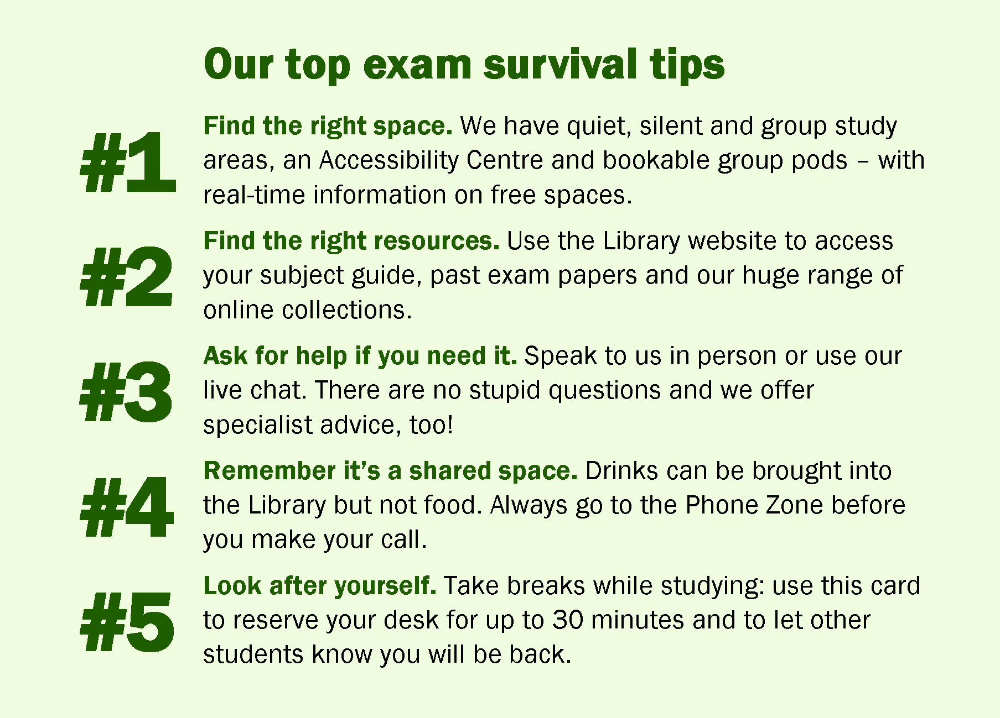 Our top exam survival tips
#1
Find the right space. We have quiet, silent and group study
areas, an Accessibility Centre and bookable group pods – with
real-time information on free spaces.
#2
Find the right resources. Use the Library website to access
your subject guide, past exam papers and our huge range of
online collections.
#3
Ask for help if you need it. Speak to us in person or use our
live chat. There are no stupid questions and we offer
specialist advice, too!
#4
Remember it’s a shared space. Drinks can be brought into
the Library but not food. Always go to the Phone Zone before
you make your call.
#5
Look after yourself. Take breaks while studying: use this card
to reserve your desk for up to 30 minutes and to let other
students know you will be back.